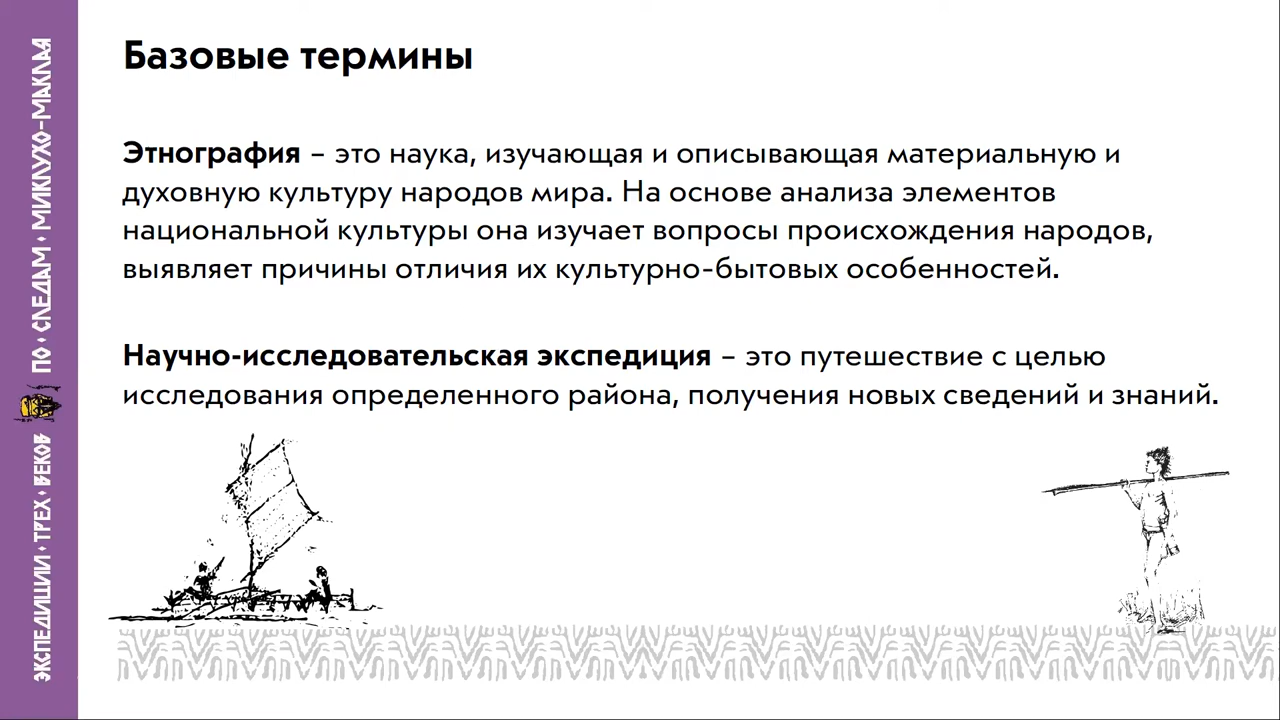 Базовые термины
Этнография – это наука, изучающая и описывающая материальную и
духовную культуру народов мира. На основе анализа элементов
национальной культуры она изучает вопросы происхождения народов,
выявляет причины отличия их культурно-бытовых особенностей.
Научно-исследовательская экспедиция – это путешествие с целью
исследования определенного района, получения новых сведений и знаний.
ЭКСПЕДИЦИИ · ТРЕХ · ВЕКОВ ПО · СЛЕДАМ · МИКЛУХО-МАКЛАЯ